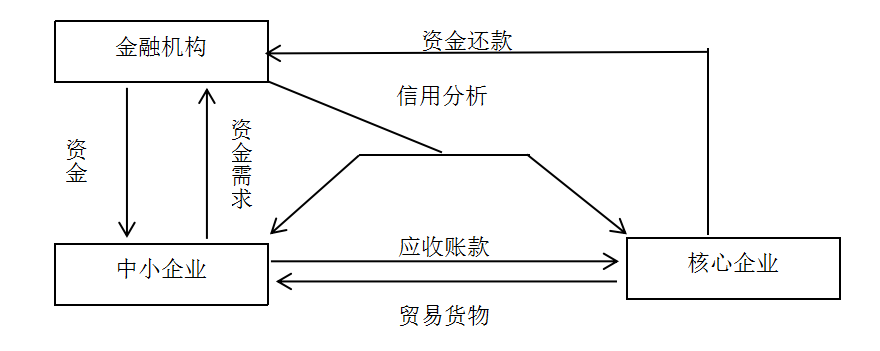 资金还款
金融机构
信用分析
资金
资金需求
应收账款
中小企业
核心企业
贸易货物